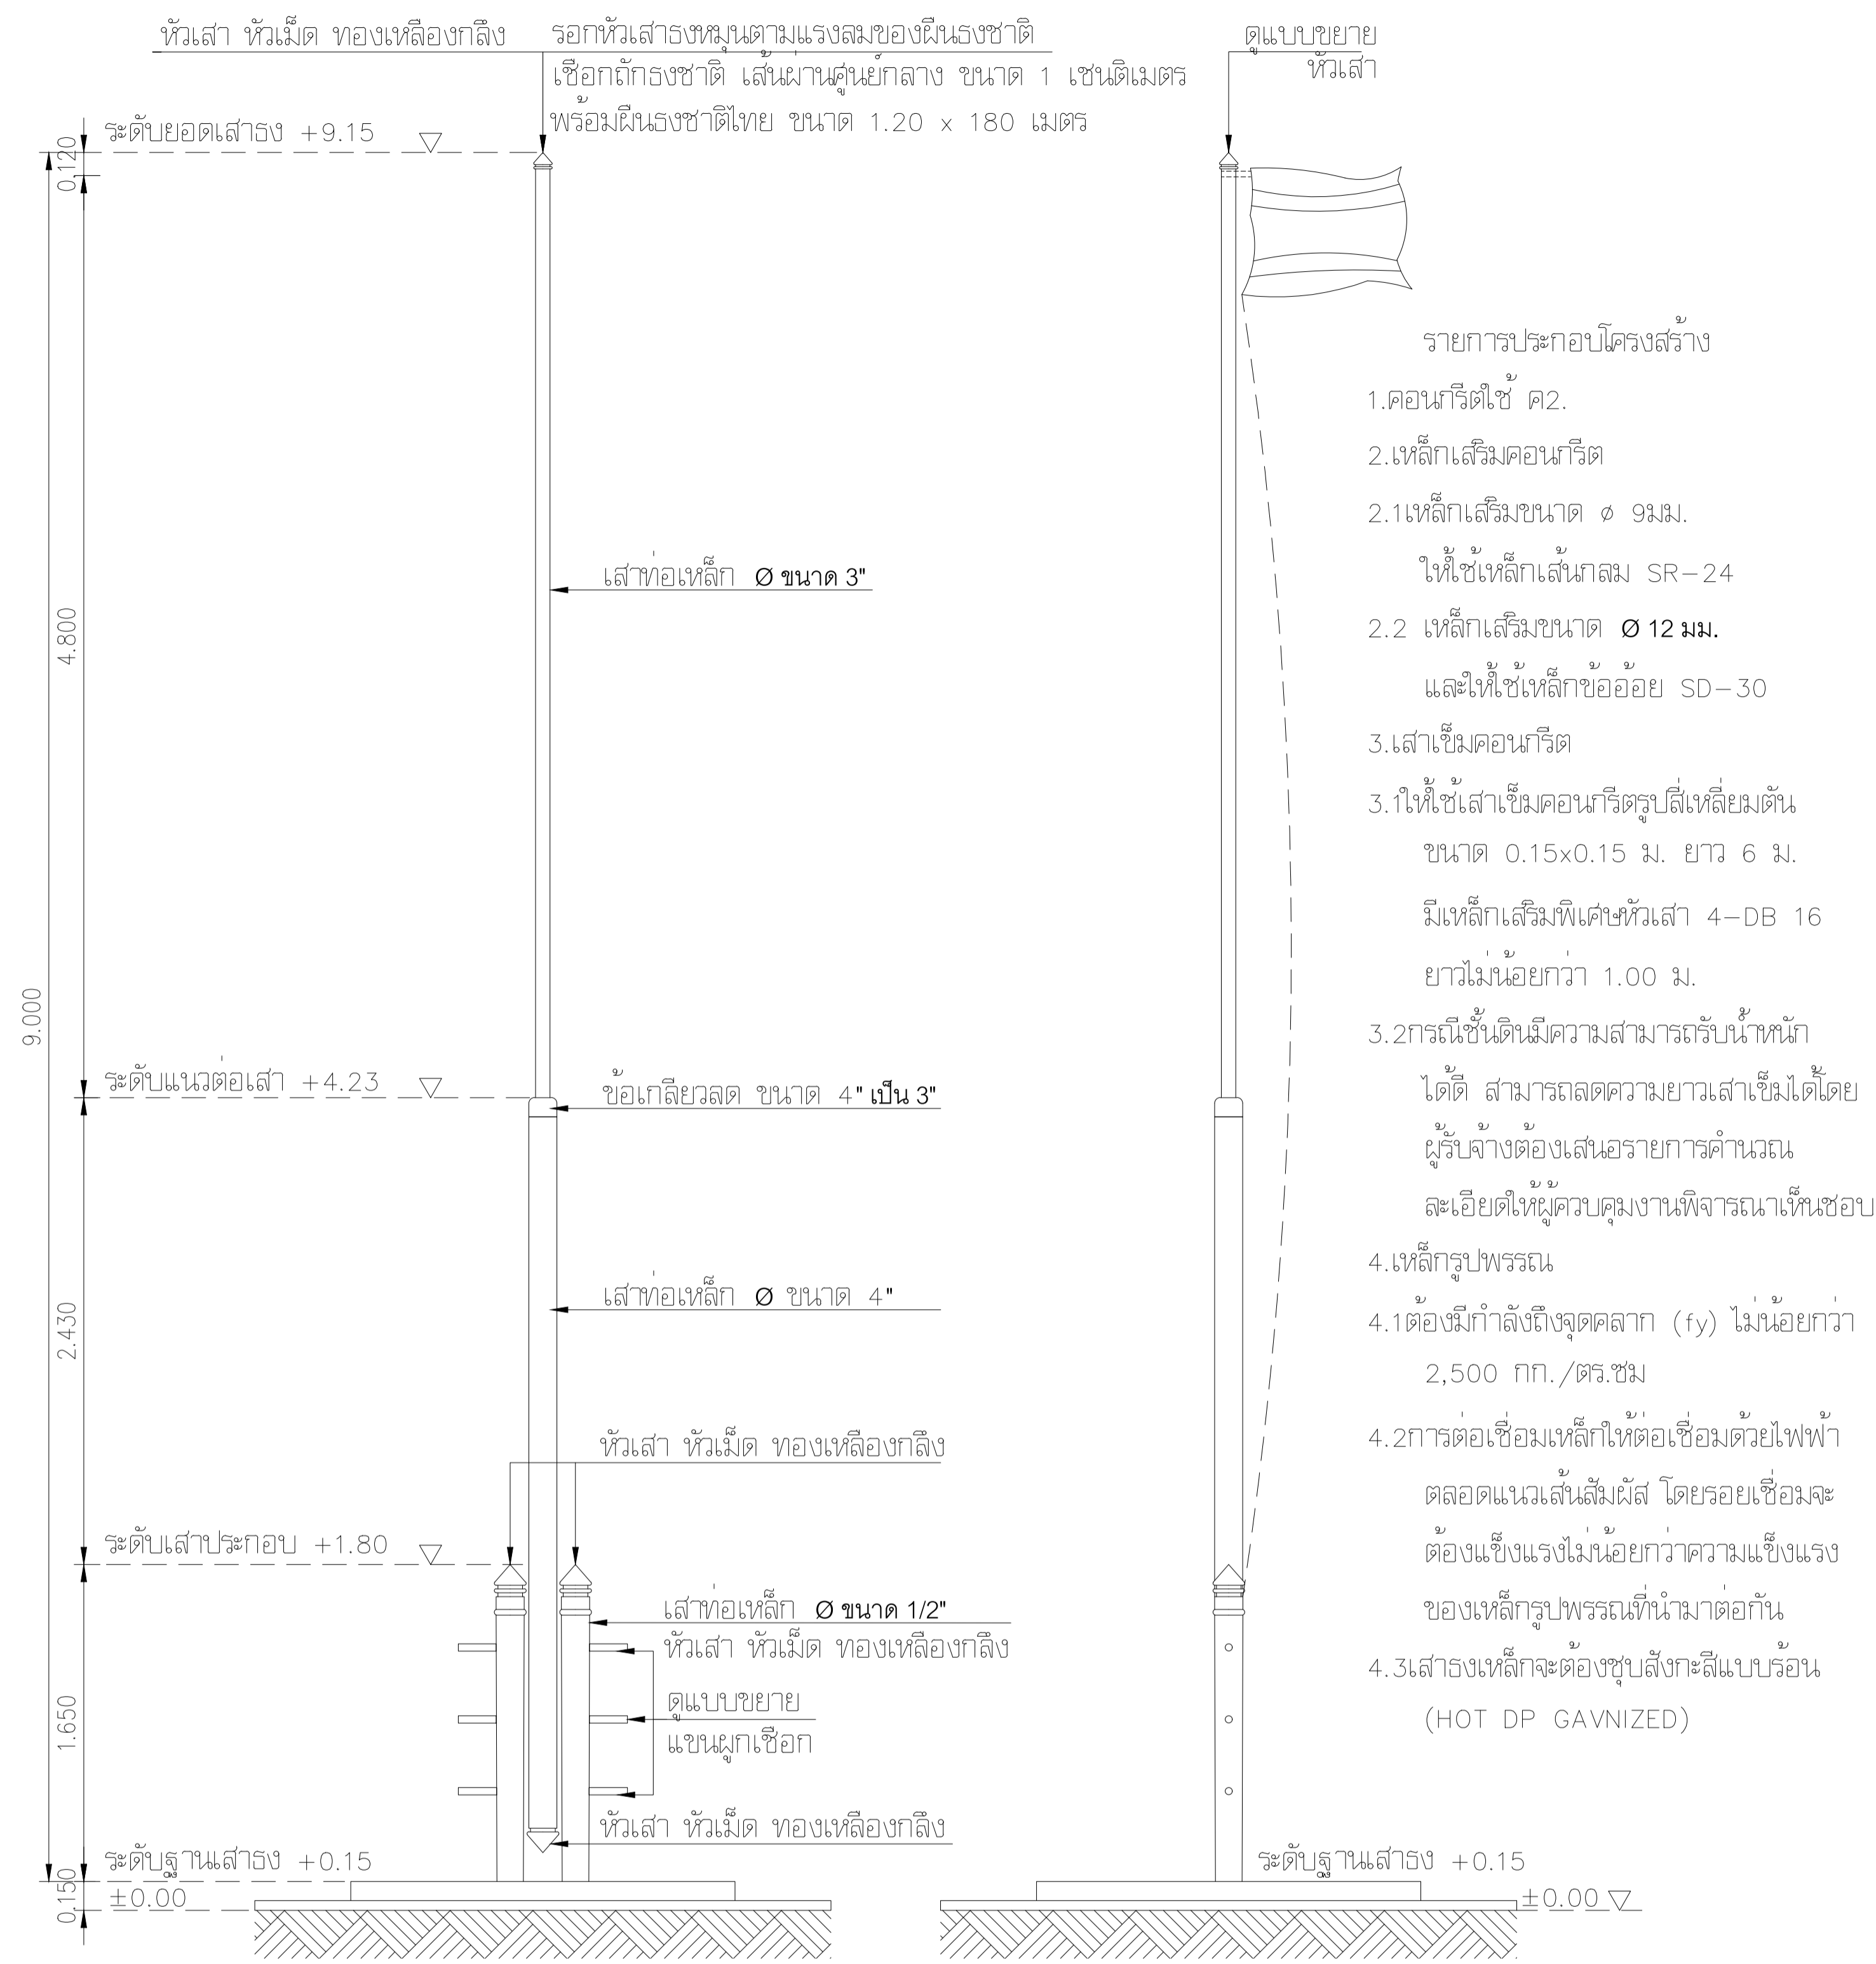 หัวเสา หัวเม็ด ทองเหลืองกลึง
รอกหัวเสาธงหมุนตามแรงลมของผืนธงชาติ
เชือกถักธงชาติ เส้นผ่านศูนย์กลาง ขนาด 1 เซนติเมตร
พร้อมผืนธงชาติไทย ขนาด 1.20 x 180 เมตร
ดูแบบขยาย
หัวเสา
ระดับยอดเสาธง +9.15
0.120
4.800
9.000
2.430
1.650
0.150
เสาท่อเหล็ก Ø ขนาด 3"
ระดับแนวต่อเสา +4.23
ข้อเกลียวลด ขนาด 4" เป็น 3"
เสาท่อเหล็ก Ø ขนาด 4"
หัวเสา หัวเม็ด ทองเหลืองกลึง
ระดับเสาประกอบ +1.80
เสาท่อเหล็ก Ø ขนาด 1/2"
หัวเสา หัวเม็ด ทองเหลืองกลึง
ดูแบบขยาย
แขนผูกเชือก
หัวเสา หัวเม็ด ทองเหลืองกลึง
ระดับฐานเสาธง +0.15
±0.00
ระดับฐานเสาธง +0.15
±0.00
รายการประกอบโครงสร้าง
1.คอนกรีตใช้ ค2.
2.เหล็กเสริมคอนกรีต
2.1เหล็กเสริมขนาด ø 9มม.
ให้ใช้เหล็กเส้นกลม SR-24
2.2 เหล็กเสริมขนาด Ø 12 มม.
และให้ใช้เหล็กข้ออ้อย SD-30
3.เสาเข็มคอนกรีต
3.1ให้ใช้เสาเข็มคอนกรีตรูปสี่เหลี่ยมตัน
ขนาด 0.15x0.15 ม. ยาว 6 ม.
มีเหล็กเสริมพิเศษหัวเสา 4-DB 16
ยาวไม่น้อยกว่า 1.00 ม.
3.2กรณีชั้นดินมีความสามารถรับน้ำหนัก
ได้ดี สามารถลดความยาวเสาเข็มได้โดย
ผู้รับจ้างต้องเสนอรายการคำนวณ
ละเอียดให้ผู้ควบคุมงานพิจารณาเห็นชอบ
4.เหล็กรูปพรรณ
4.1ต้องมีกำลังถึงจุดคลาก (fy) ไม่น้อยกว่า
2,500 กก./ตร.ซม
4.2การต่อเชื่อมเหล็กให้ต่อเชื่อมด้วยไฟฟ้า
ตลอดแนวเส้นสัมผัส โดยรอยเชื่อมจะ
ต้องแข็งแรงไม่น้อยกว่าความแข็งแรง
ของเหล็กรูปพรรณที่นำมาต่อกัน
4.3เสาธงเหล็กจะต้องชุบสังกะสีแบบร้อน
(HOT DP GAVNIZED)